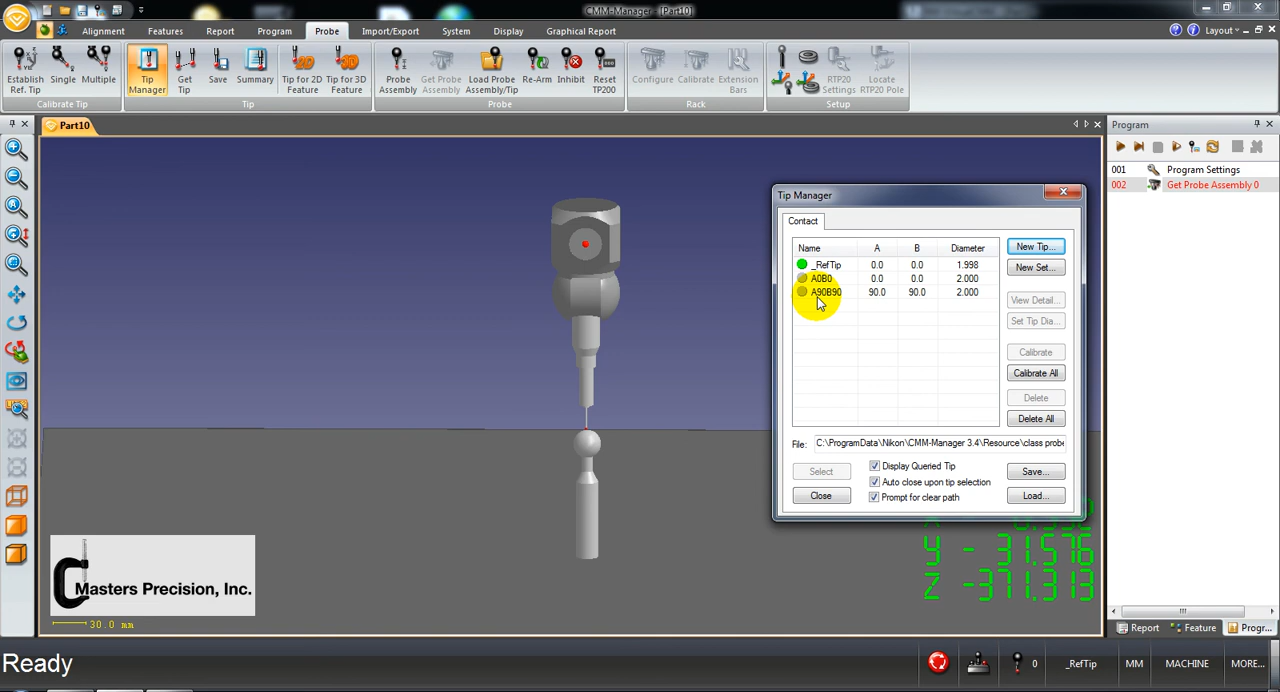 CMM-Manager - [Part10]
Alignment Features Report Program Probe Import/Export System Display Graphical Report Layout
Establish Ref. Tip Single Multiple Tip Manager Get Tip Save Summary Tip for 2D Feature Tip for 3D Feature Probe Assembly Get Probe Assembly Load Probe Assembly/Tip Re-Arm Inhibit Reset TP200 Configure Calibrate Extension Bars RTP20 Settings Locate RTP20 Pole
Calibrate Tip Tip Probe Rack Setup
Part10
Program
001 Program Settings
002 Get Probe Assembly 0
Tip Manager
Contact
Name A B Diameter
_RefTip 0.0 0.0 1.998
A0B0 0.0 0.0 2.000
A90B90 90.0 90.0 2.000
New Tip...
New Set...
View Detail...
Set Tip Dia...
Calibrate
Calibrate All
Delete
Delete All
File: C:\ProgramData\Nikon\CMM-Manager 3.4\Resource\class probe
Select Display Queried Tip Save...
Auto close upon tip selection
Close Prompt for clear path Load...
Y - 31.576
Z -371.313
Masters Precision, Inc.
30.0 mm
Report Feature Progr...
Ready 0 _RefTip MM MACHINE MORE...